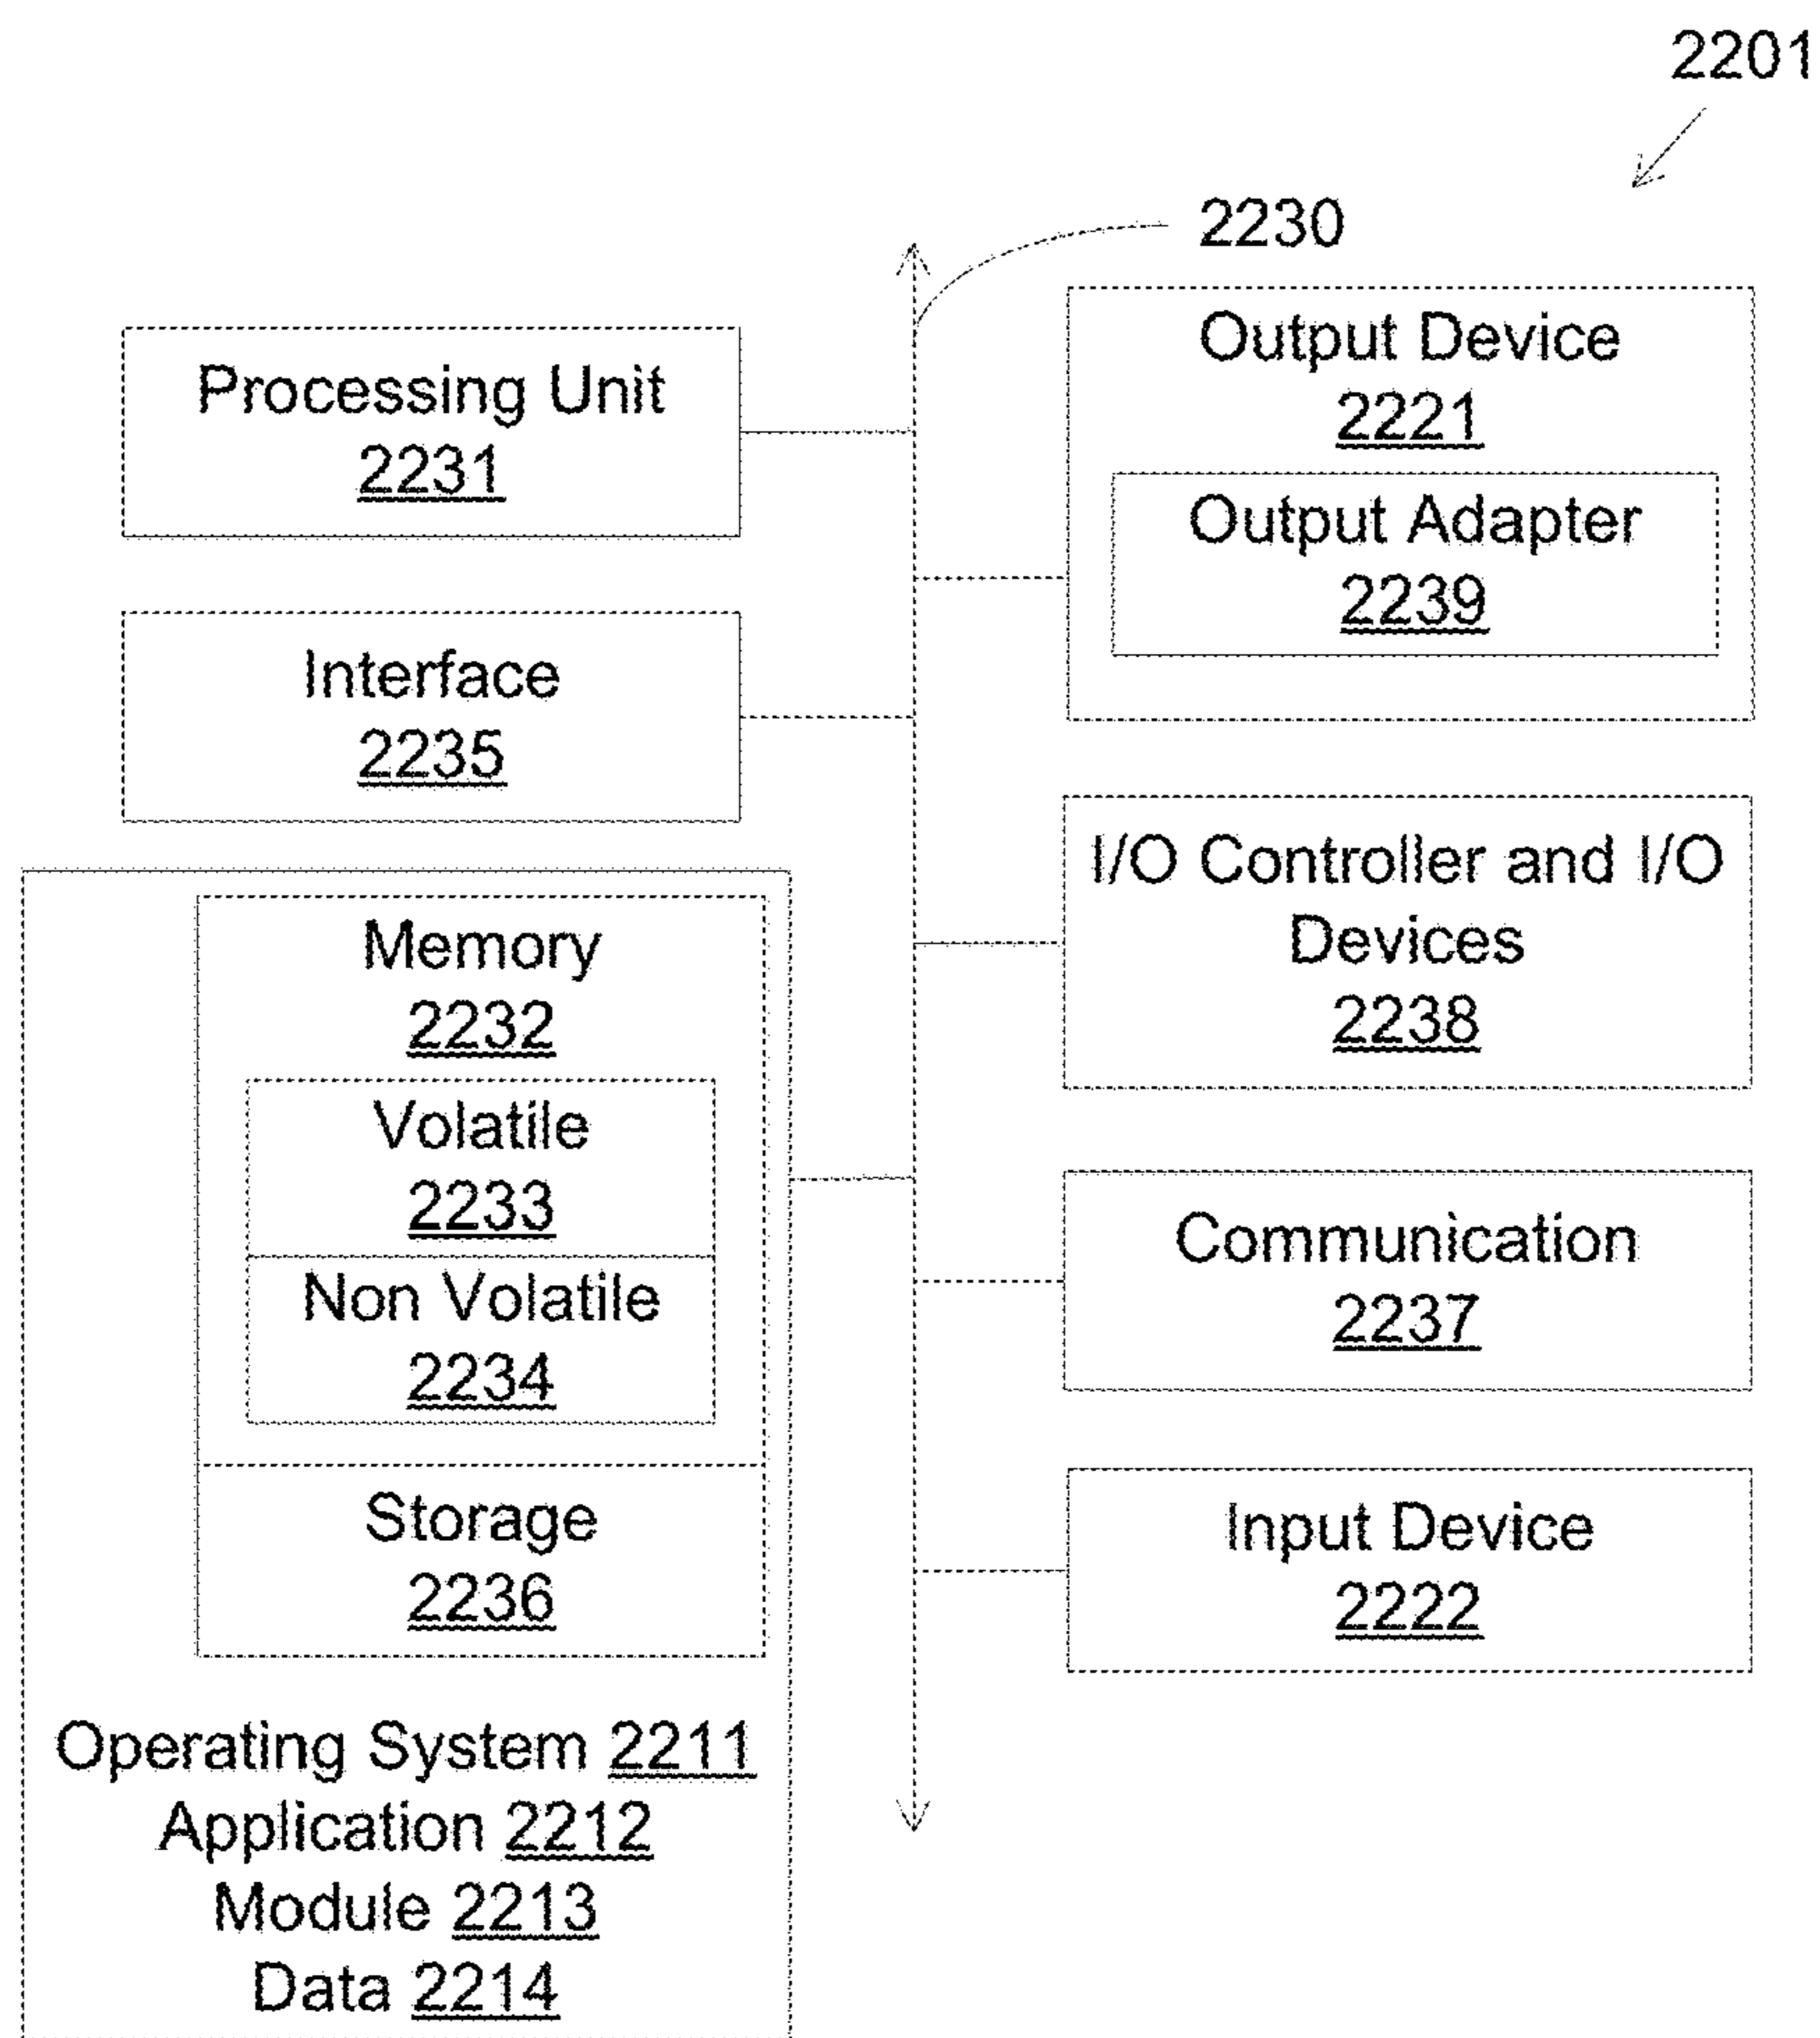 2201
2230
Processing Unit
2231
Interface
2235
Memory
2232
Volatile
2233
Non Volatile
2234
Storage
2236
Operating System 2211
Application 2212
Module 2213
Data 2214
Output Device
2221
Output Adapter
2239
I/O Controller and I/O
Devices
2238
Communication
2237
Input Device
2222